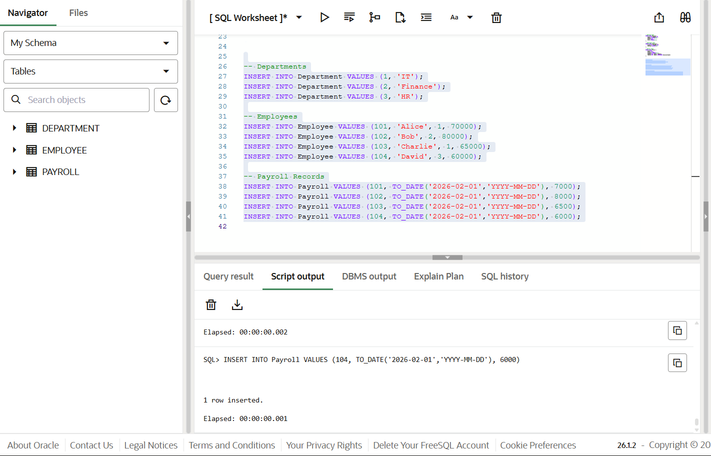 Navigator
Files
My Schema
Tables
Search objects
DEPARTMENT
EMPLOYEE
PAYROLL
[ SQL Worksheet ]*
Aa
23
24
25
26 -- Departments
27 INSERT INTO Department VALUES (1, 'IT');
28 INSERT INTO Department VALUES (2, 'Finance');
29 INSERT INTO Department VALUES (3, 'HR');
30
31 -- Employees
32 INSERT INTO Employee VALUES (101, 'Alice', 1, 70000);
33 INSERT INTO Employee VALUES (102, 'Bob', 2, 80000);
34 INSERT INTO Employee VALUES (103, 'Charlie', 1, 65000);
35 INSERT INTO Employee VALUES (104, 'David', 3, 60000);
36
37 -- Payroll Records
38 INSERT INTO Payroll VALUES (101, TO_DATE('2026-02-01','YYYY-MM-DD'), 7000);
39 INSERT INTO Payroll VALUES (102, TO_DATE('2026-02-01','YYYY-MM-DD'), 8000);
40 INSERT INTO Payroll VALUES (103, TO_DATE('2026-02-01','YYYY-MM-DD'), 6500);
41 INSERT INTO Payroll VALUES (104, TO_DATE('2026-02-01','YYYY-MM-DD'), 6000);
42
Query result Script output DBMS output Explain Plan SQL history
Elapsed: 00:00:00.002
SQL> INSERT INTO Payroll VALUES (104, TO_DATE('2026-02-01','YYYY-MM-DD'), 6000)
1 row inserted.
Elapsed: 00:00:00.001
About Oracle Contact Us Legal Notices Terms and Conditions Your Privacy Rights Delete Your FreeSQL Account Cookie Preferences 26.1.2 - Copyright © 20